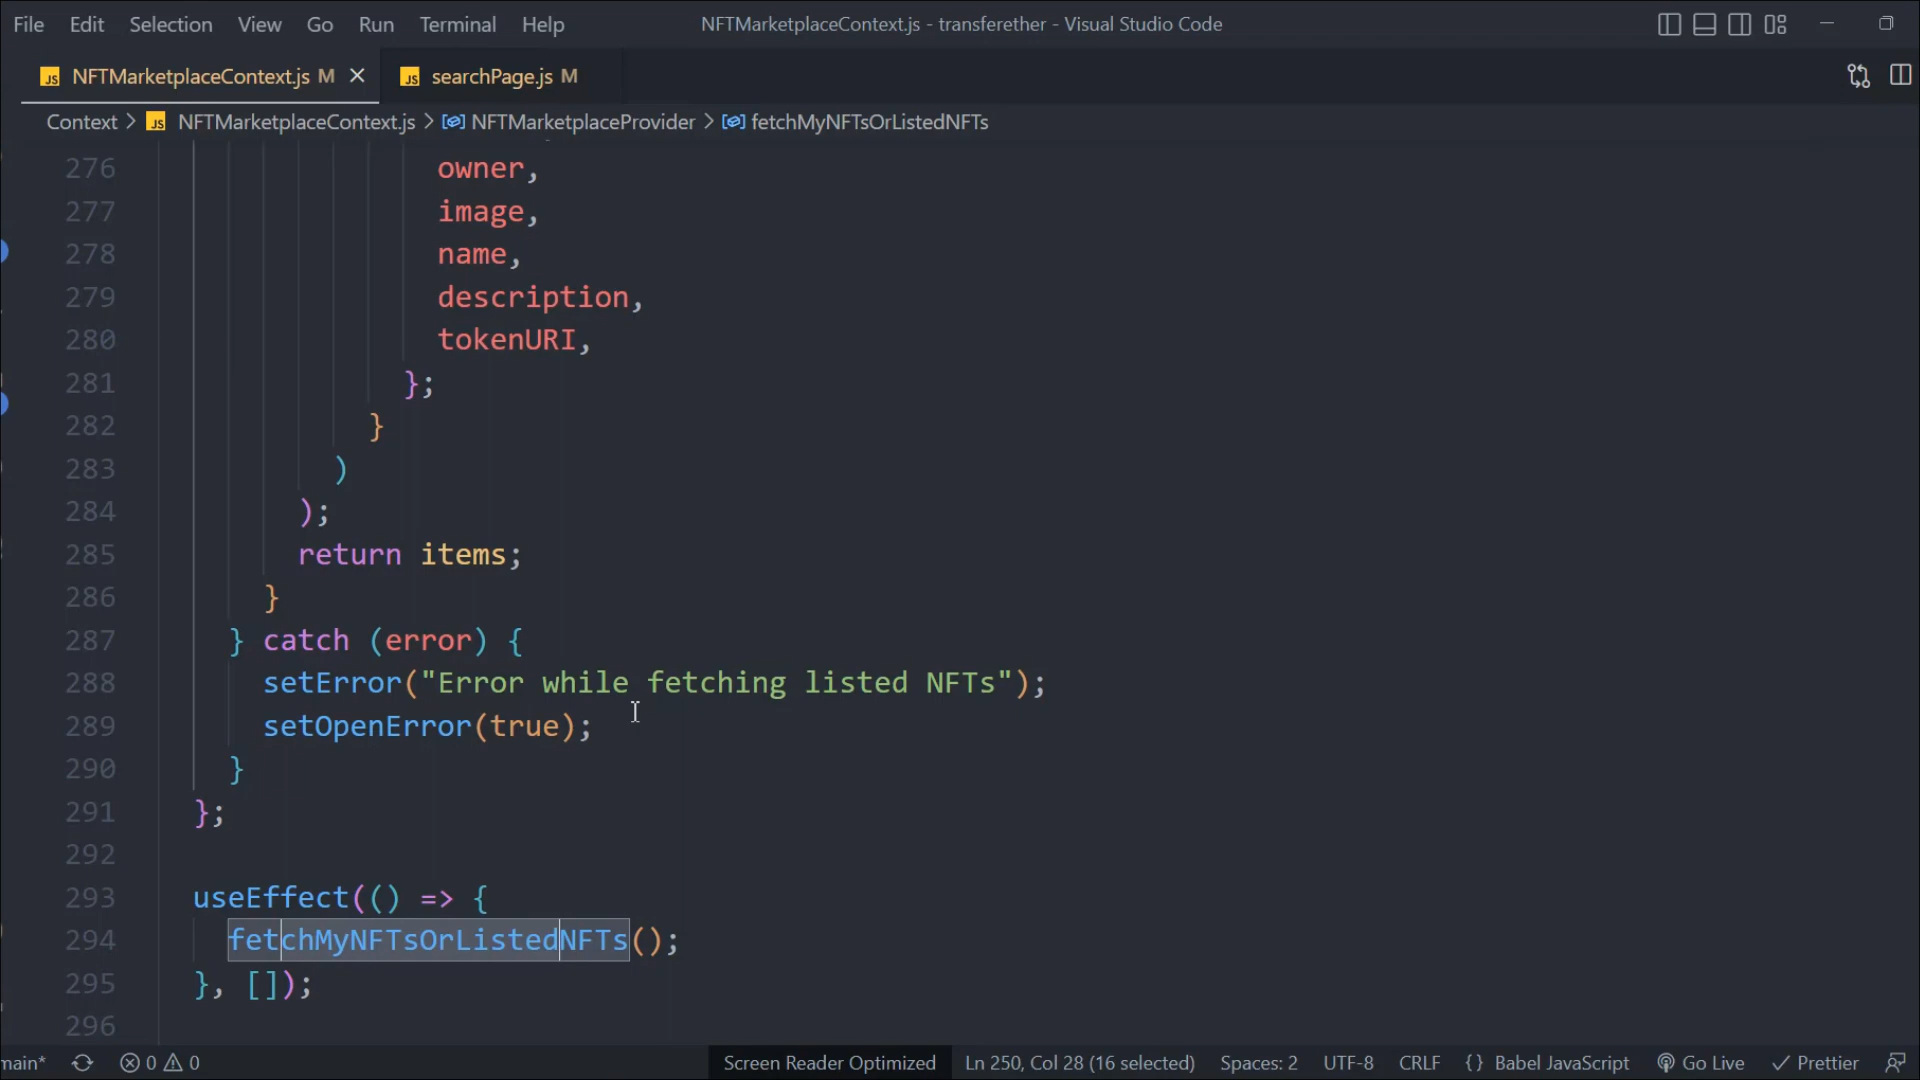 File Edit Selection View Go Run Terminal Help NFTMarketplaceContext.js - transferether - Visual Studio Code
JS NFTMarketplaceContext.js M JS searchPage.js M
Context > JS NFTMarketplaceContext.js > NFTMarketplaceProvider > fetchMyNFTsOrListedNFTs
276 owner,
277 image,
278 name,
279 description,
280 tokenURI,
281 };
282 }
283 )
284 );
285 return items;
286 }
287 } catch (error) {
288 setError("Error while fetching listed NFTs");
289 setOpenError(true);
290 }
291 };
292
293 useEffect(() => {
294 fetchMyNFTsOrListedNFTs();
295 }, []);
296
main* 0 0 Screen Reader Optimized Ln 250, Col 28 (16 selected) Spaces: 2 UTF-8 CRLF {} Babel JavaScript Go Live Prettier